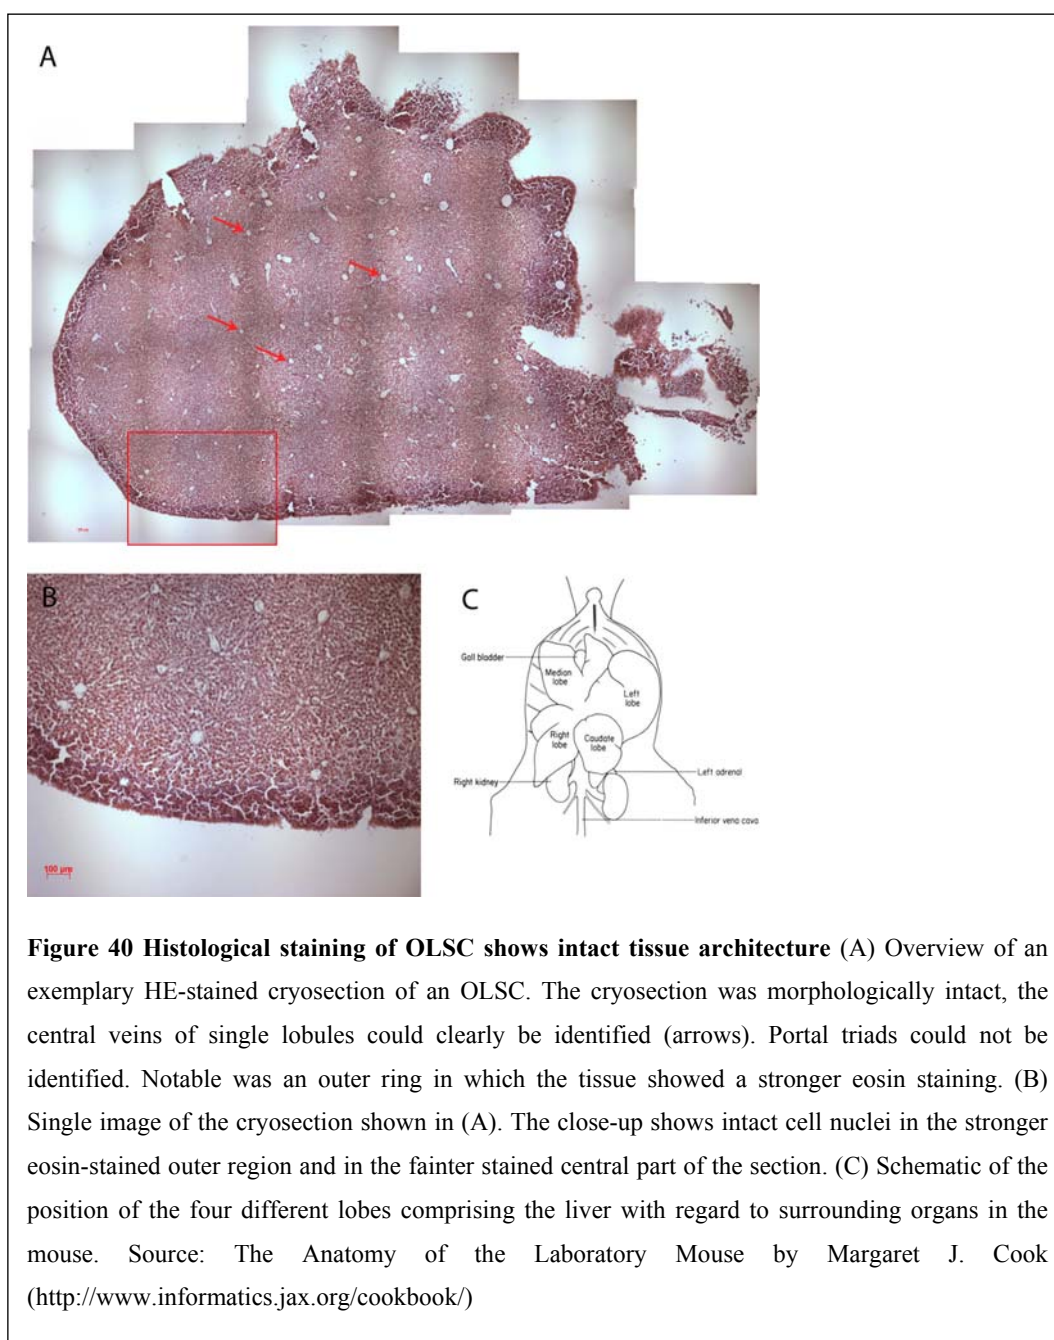 A
B
100 µm
C
Gall bladder
Median
lobe
Left
lobe
Right
lobe
Caudate
lobe
Right kidney
Left adrenal
Inferior vena cava
Figure 40 Histological staining of OLSC shows intact tissue architecture (A) Overview of an
exemplary HE-stained cryosection of an OLSC. The cryosection was morphologically intact, the
central veins of single lobules could clearly be identified (arrows). Portal triads could not be
identified. Notable was an outer ring in which the tissue showed a stronger eosin staining. (B)
Single image of the cryosection shown in (A). The close-up shows intact cell nuclei in the stronger
eosin-stained outer region and in the fainter stained central part of the section. (C) Schematic of the
position of the four different lobes comprising the liver with regard to surrounding organs in the
mouse. Source: The Anatomy of the Laboratory Mouse by Margaret J. Cook
(http://www.informatics.jax.org/cookbook/)